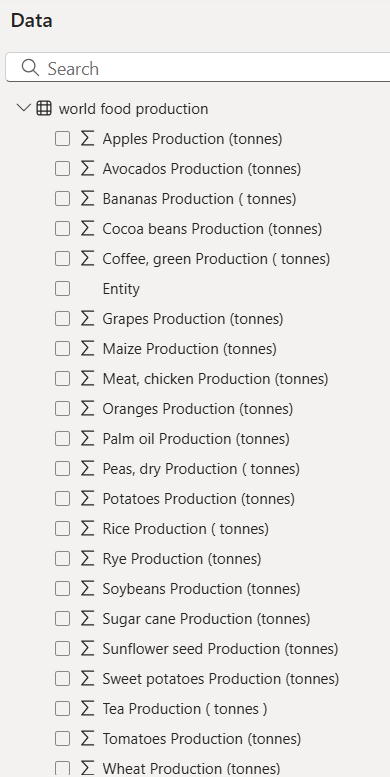 Data
Search
world food production
Apples Production (tonnes)
Avocados Production (tonnes)
Bananas Production ( tonnes)
Cocoa beans Production (tonnes)
Coffee, green Production ( tonnes)
Entity
Grapes Production (tonnes)
Maize Production (tonnes)
Meat, chicken Production (tonnes)
Oranges Production (tonnes)
Palm oil Production (tonnes)
Peas, dry Production ( tonnes)
Potatoes Production (tonnes)
Rice Production ( tonnes)
Rye Production (tonnes)
Soybeans Production (tonnes)
Sugar cane Production (tonnes)
Sunflower seed Production (tonnes)
Sweet potatoes Production (tonnes)
Tea Production ( tonnes )
Tomatoes Production (tonnes)
Wheat Production (tonnes)